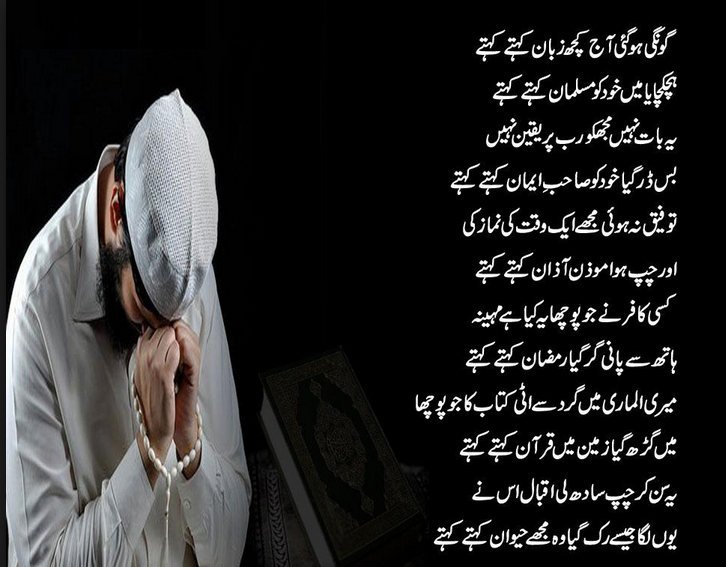 گونگی ہوگئی آج کچھ زبان کہتے کہتے
ہچکچایا میں خود کو مسلمان کہتے کہتے
یہ بات نہیں مجھکو رب پر یقین نہیں
بس ڈر گیا خود کو صاحب ایمان کہتے کہتے
توفیق نہ ہوئی مجھے ایک وقت کی نماز کی
اور چپ ہوا موذن آذان کہتے کہتے
کسی کافر نے جو پوچھا یہ کیا ہے مہینہ
ہاتھ سے پانی گر گیا رمضان کہتے کہتے
میری الماری میں گرد سے اٹی کتاب کا جو پوچھا
میں گڑھ گیا زمین میں قرآن کہتے کہتے
یہ سن کر چپ سادھ لی اقبال اس نے
یوں لگا جیسے رک گیا وہ مجھے حیوان کہتے کہتے